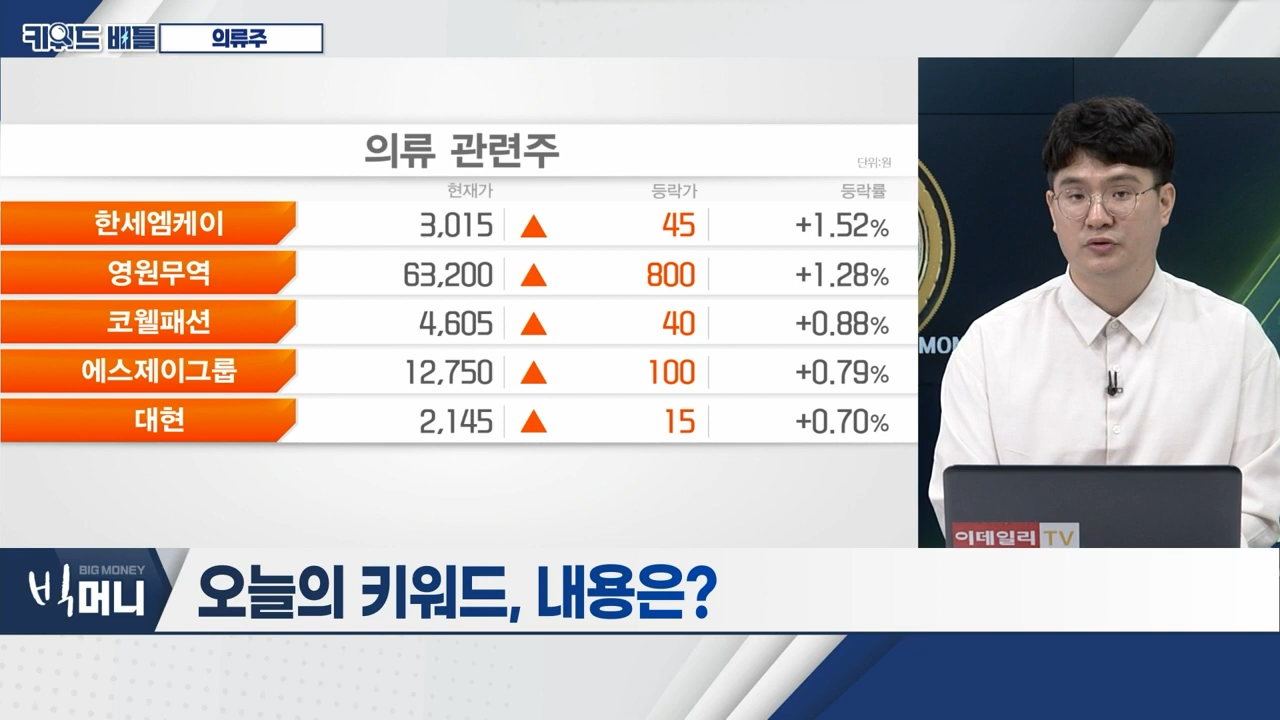 키워드 배틀
의류주
의류 관련주
단위:원
현재가 등락가 등락률
한세엠케이 3,015 ▲ 45 +1.52%
영원무역 63,200 ▲ 800 +1.28%
코웰패션 4,605 ▲ 40 +0.88%
에스제이그룹 12,750 ▲ 100 +0.79%
대현 2,145 ▲ 15 +0.70%
MON
이데일리 TV
BIG MONEY
빅머니
오늘의 키워드, 내용은?